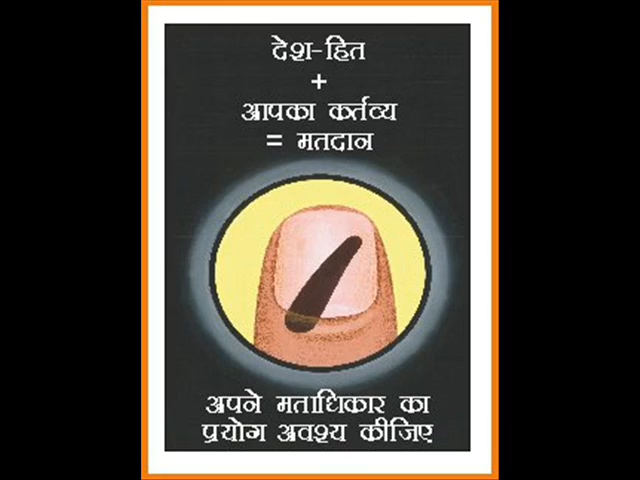 देश-हित
+
आपका कर्तव्य
= मतदान
अपने मताधिकार का
प्रयोग अवश्य कीजिए